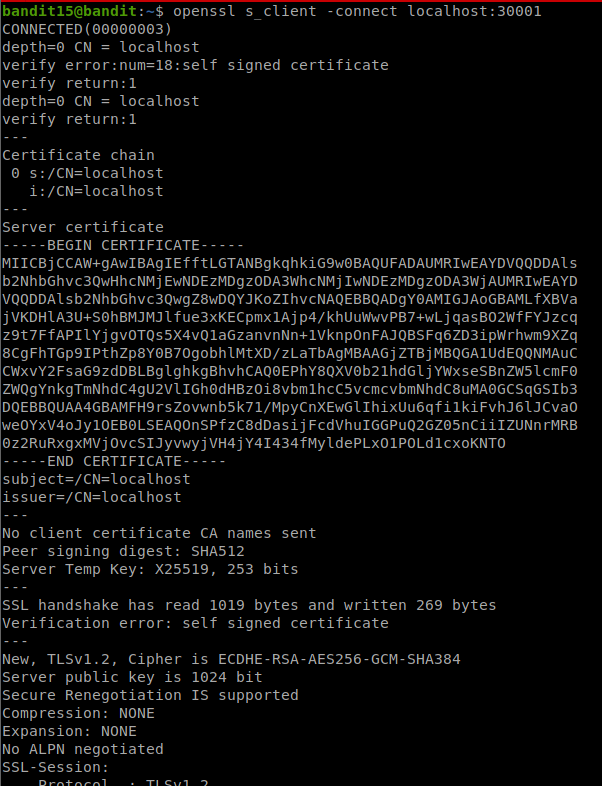 bandit15@bandit:~$ openssl s_client -connect localhost:30001
CONNECTED(00000003)
depth=0 CN = localhost
verify error:num=18:self signed certificate
verify return:1
depth=0 CN = localhost
verify return:1
---
Certificate chain
 0 s:/CN=localhost
   i:/CN=localhost
---
Server certificate
-----BEGIN CERTIFICATE-----
MIICBjCCAW+gAwIBAgIEfftLGTANBgkqhkiG9w0BAQUFADAUMRIwEAYDVQQDDAls
b2NhbGhvc3QwHhcNMjEwNDEzMDgzODA3WhcNMjIwNDEzMDgzODA3WjAUMRIwEAYD
VQQDDAlsb2NhbGhvc3QwgZ8wDQYJKoZIhvcNAQEBBQADgY0AMIGJAoGBAMLfXBVa
jVKDHlA3U+S0hBMJMJlfue3xKECpmx1Ajp4/khUuWwvPB7+wLjqasBO2WfFYJzcq
z9t7FfAPIlYjgvOTQs5X4vQ1aGzanvnNn+1VknpOnFAJQBSFq6ZD3ipWrhwm9XZq
8CgFhTGp9IPthZp8Y0B7OgobhlMtXD/zLaTbAgMBAAGjZTBjMBQGA1UdEQQNMAuC
CWxvY2FsaG9zdDBLBglghkgBhvhCAQ0EPhY8QXV0b21hdGljYWxseSBnZW5lcmF0
ZWQgYnkgTmNhdC4gU2VlIGh0dHBzOi8vbm1hcC5vcmcvbmNhdC8uMA0GCSqGSIb3
DQEBBQUAA4GBAMFH9rsZovwnb5k71/MpyCnXEwGlIhixUu6qfi1kiFvhJ6lJCvaO
weOYxV4oJy1OEB0LSEAQOnSPfzC8dDasijFcdVhuIGGPuQ2GZ05nCiiIZUNnrMRB
0z2RuRxgxMVjOvcSIJyvwyjVH4jY4I434fMyldePLxO1POLd1cxoKNTO
-----END CERTIFICATE-----
subject=/CN=localhost
issuer=/CN=localhost
---
No client certificate CA names sent
Peer signing digest: SHA512
Server Temp Key: X25519, 253 bits
---
SSL handshake has read 1019 bytes and written 269 bytes
Verification error: self signed certificate
---
New, TLSv1.2, Cipher is ECDHE-RSA-AES256-GCM-SHA384
Server public key is 1024 bit
Secure Renegotiation IS supported
Compression: NONE
Expansion: NONE
No ALPN negotiated
SSL-Session:
    Protocol  : TLSv1.2